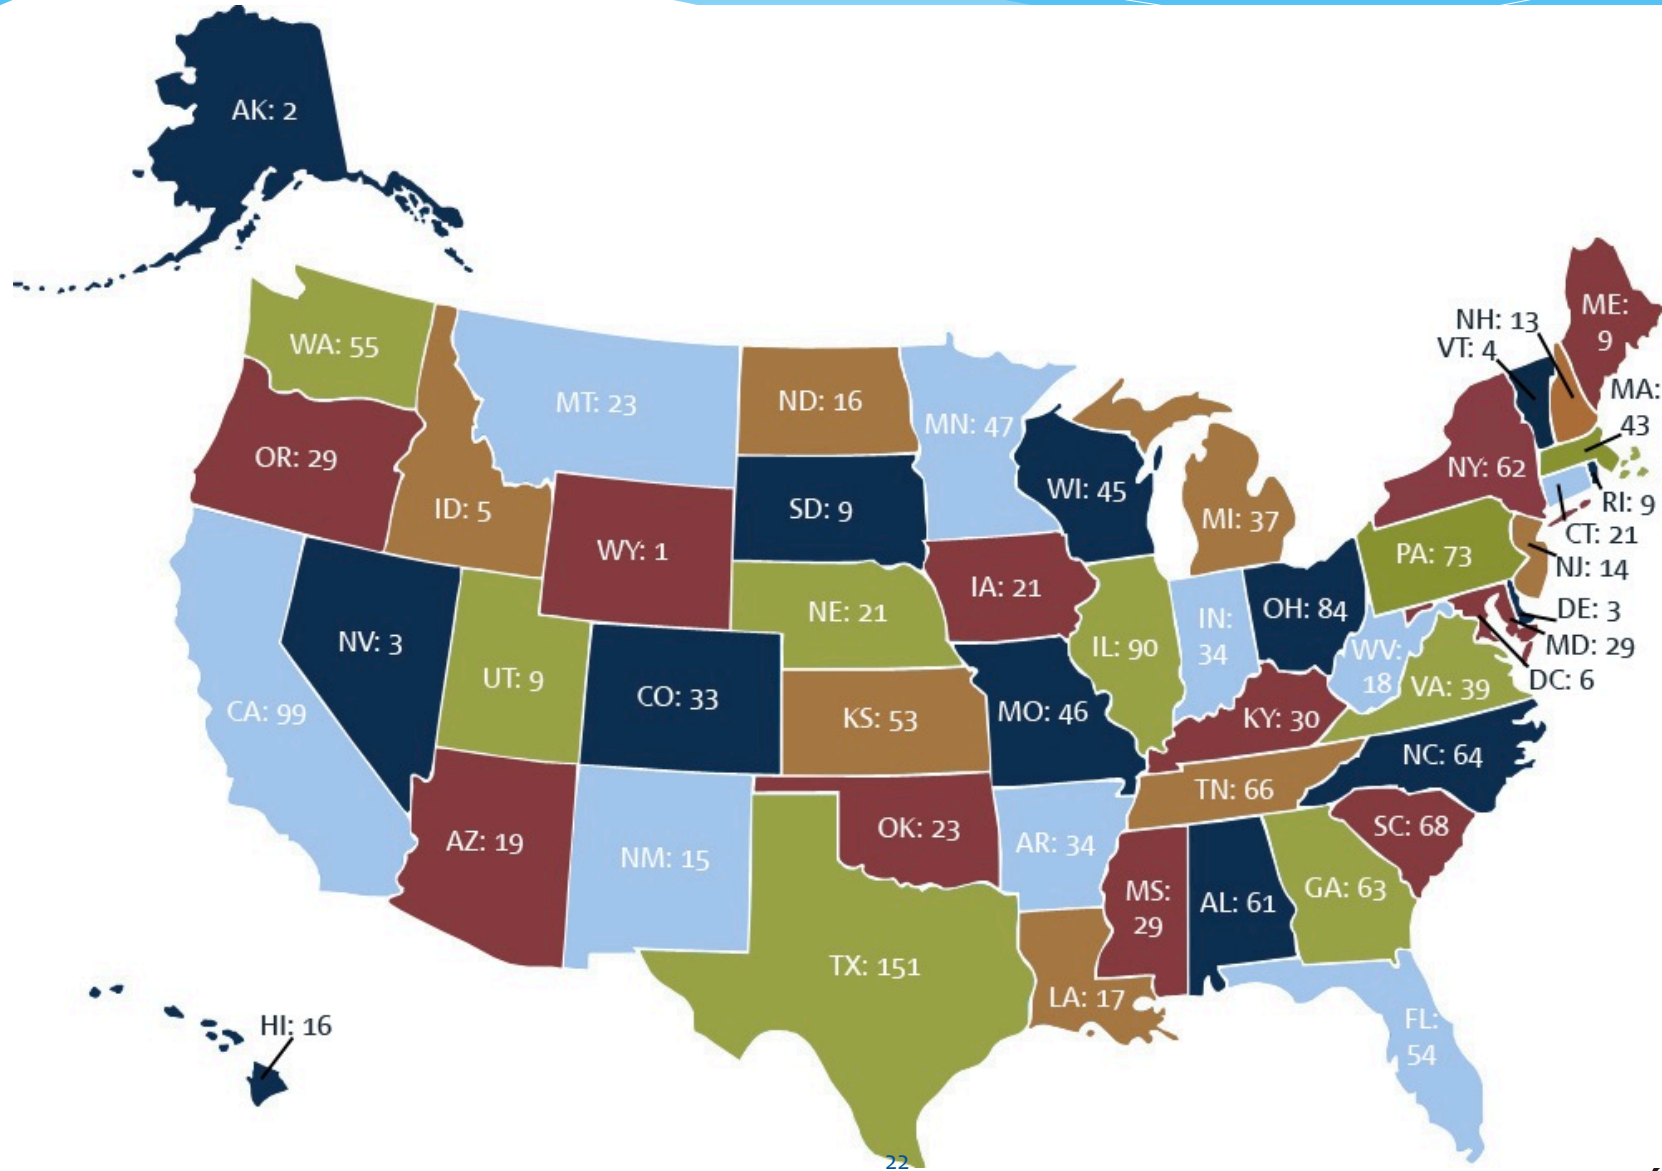 AK: 2
WA: 55
OR: 29
ID: 5
MT: 23
WY: 1
ND: 16
SD: 9
MN: 47
WI: 45
MI: 37
NH: 13
VT: 4
ME:
9
MA:
43
NY: 62
RI: 9
CT: 21
NJ: 14
PA: 73
DE: 3
MD: 29
DC: 6
CA: 99
NV: 3
UT: 9
CO: 33
NE: 21
IA: 21
KS: 53
MO: 46
IL: 90
IN:
34
OH: 84
WV:
18
VA: 39
KY: 30
NC: 64
TN: 66
SC: 68
AZ: 19
NM: 15
OK: 23
AR: 34
TX: 151
LA: 17
MS:
29
AL: 61
GA: 63
FL:
54
HI: 16
22